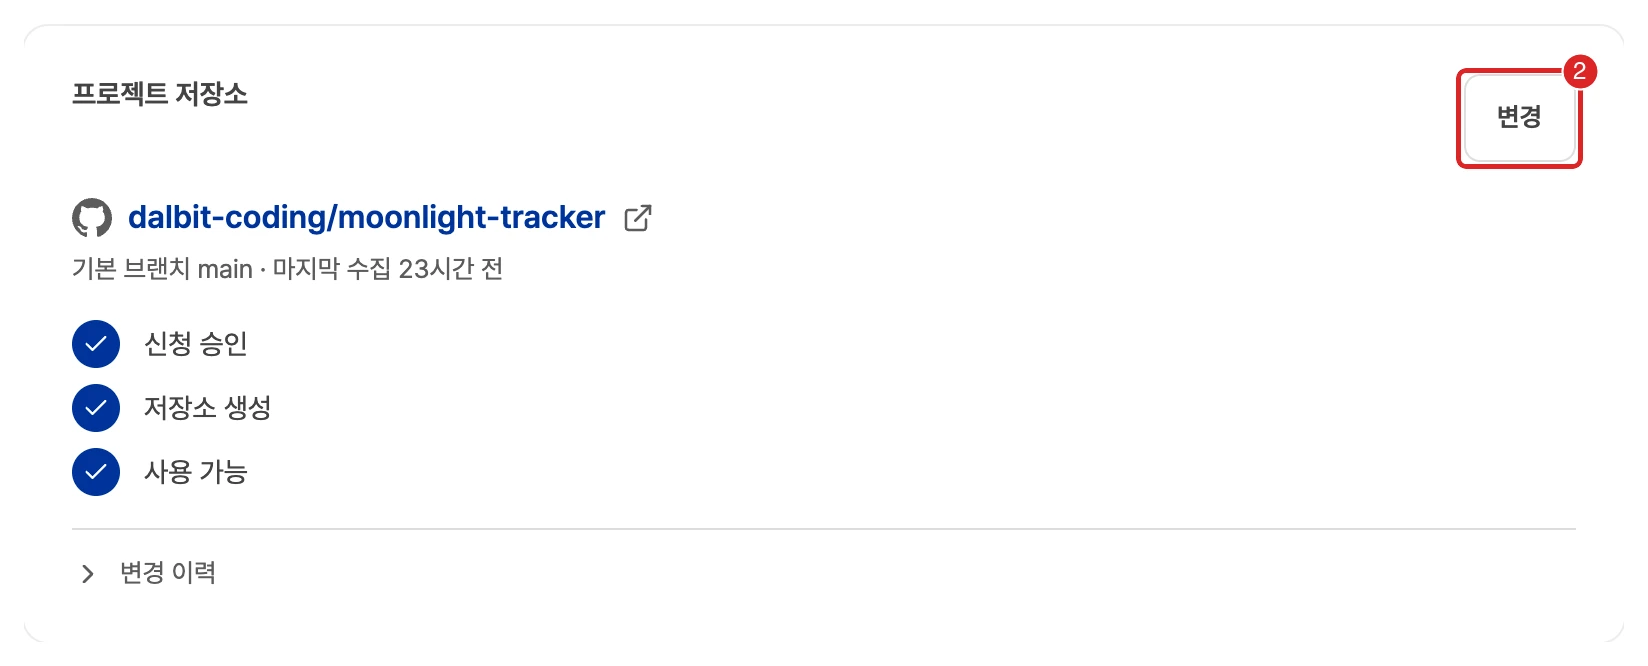 프로젝트 저장소
2
변경
dalbit-coding/moonlight-tracker
기본 브랜치 main · 마지막 수집 23시간 전
신청 승인
저장소 생성
사용 가능
변경 이력